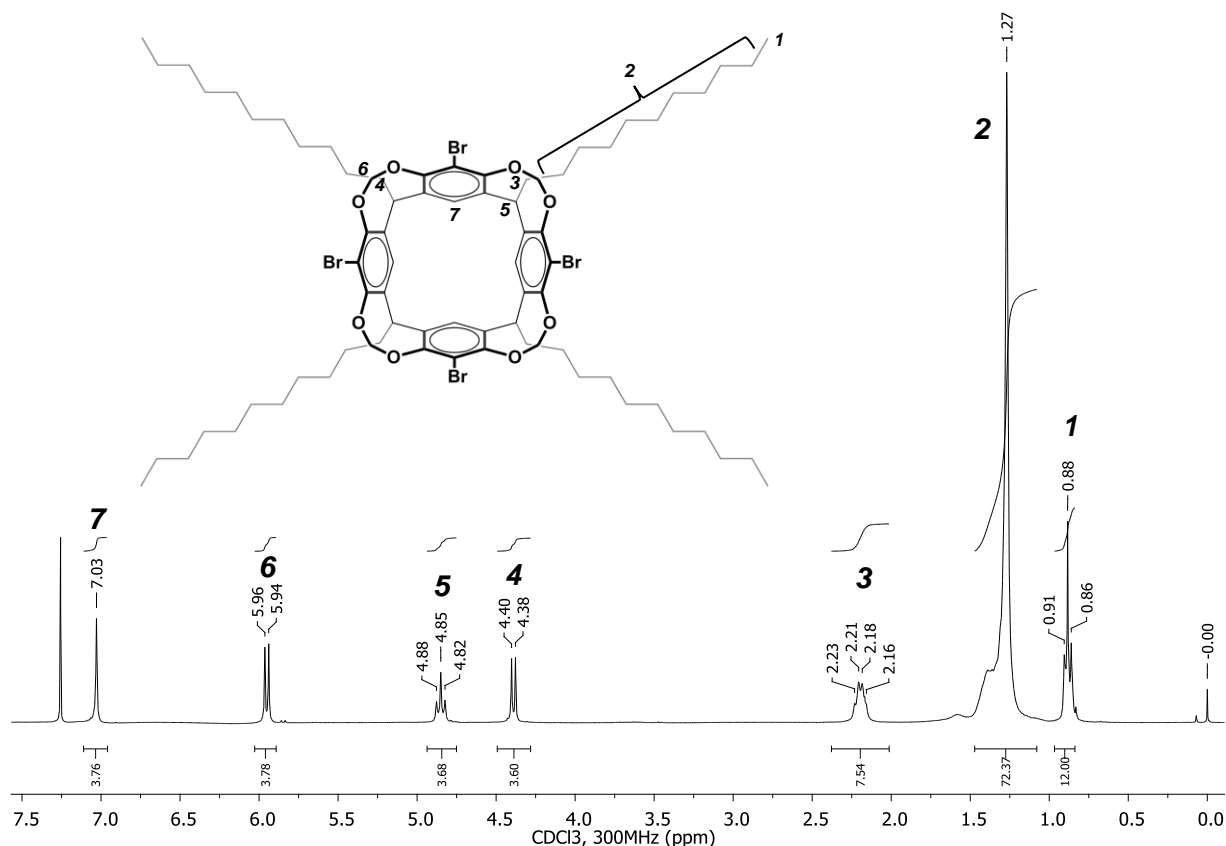 1
2
1.27
2
Br
6
O
O
4
3
O
7
5
O
Br
Br
O
O
O
O
Br
1
0.88
7
7.03
6
5.96
5.94
5
4.88
4.85
4.82
4
4.40
4.38
3
2.23
2.21
2.18
2.16
0.91
0.86
-0.00
3.76
3.78
3.68
3.60
7.54
72.37
12.00
7.5 7.0 6.5 6.0 5.5 5.0 4.5 4.0 3.5 3.0 2.5 2.0 1.5 1.0 0.5 0.0
CDCl3, 300MHz (ppm)